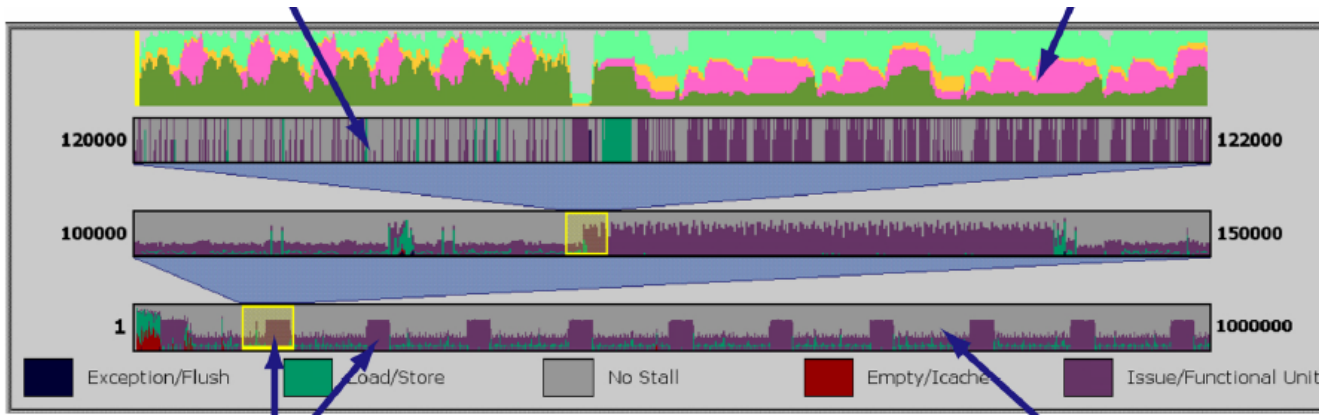 120000 122000
100000 150000
1 1000000
Exception/Flush Load/Store No Stall Empty/Icache Issue/Functional Unit